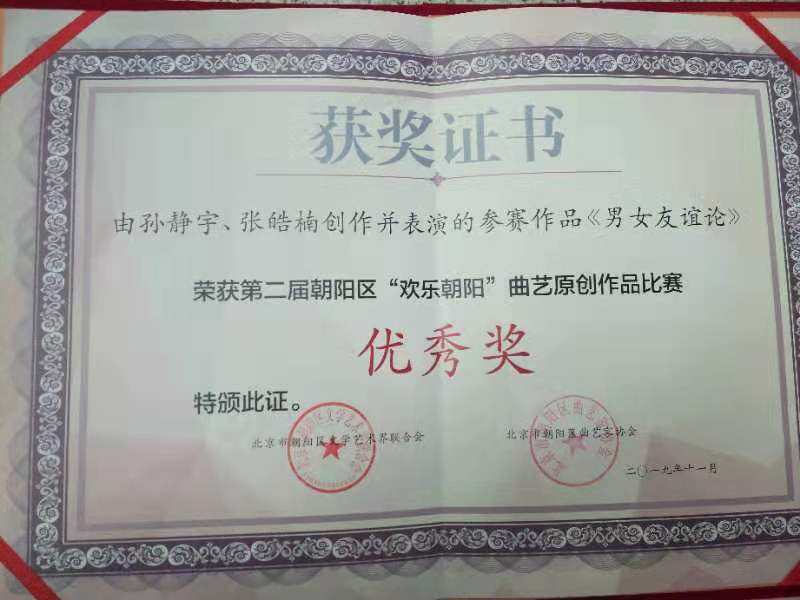 获奖证书
由孙静宇、张皓楠创作并表演的参赛作品《男女友谊论》
荣获第二届朝阳区“欢乐朝阳”曲艺原创作品比赛
优秀奖
特颁此证。
北京市朝阳区文学艺术界联合会
北京市朝阳区曲艺家协会
二〇一九年十一月